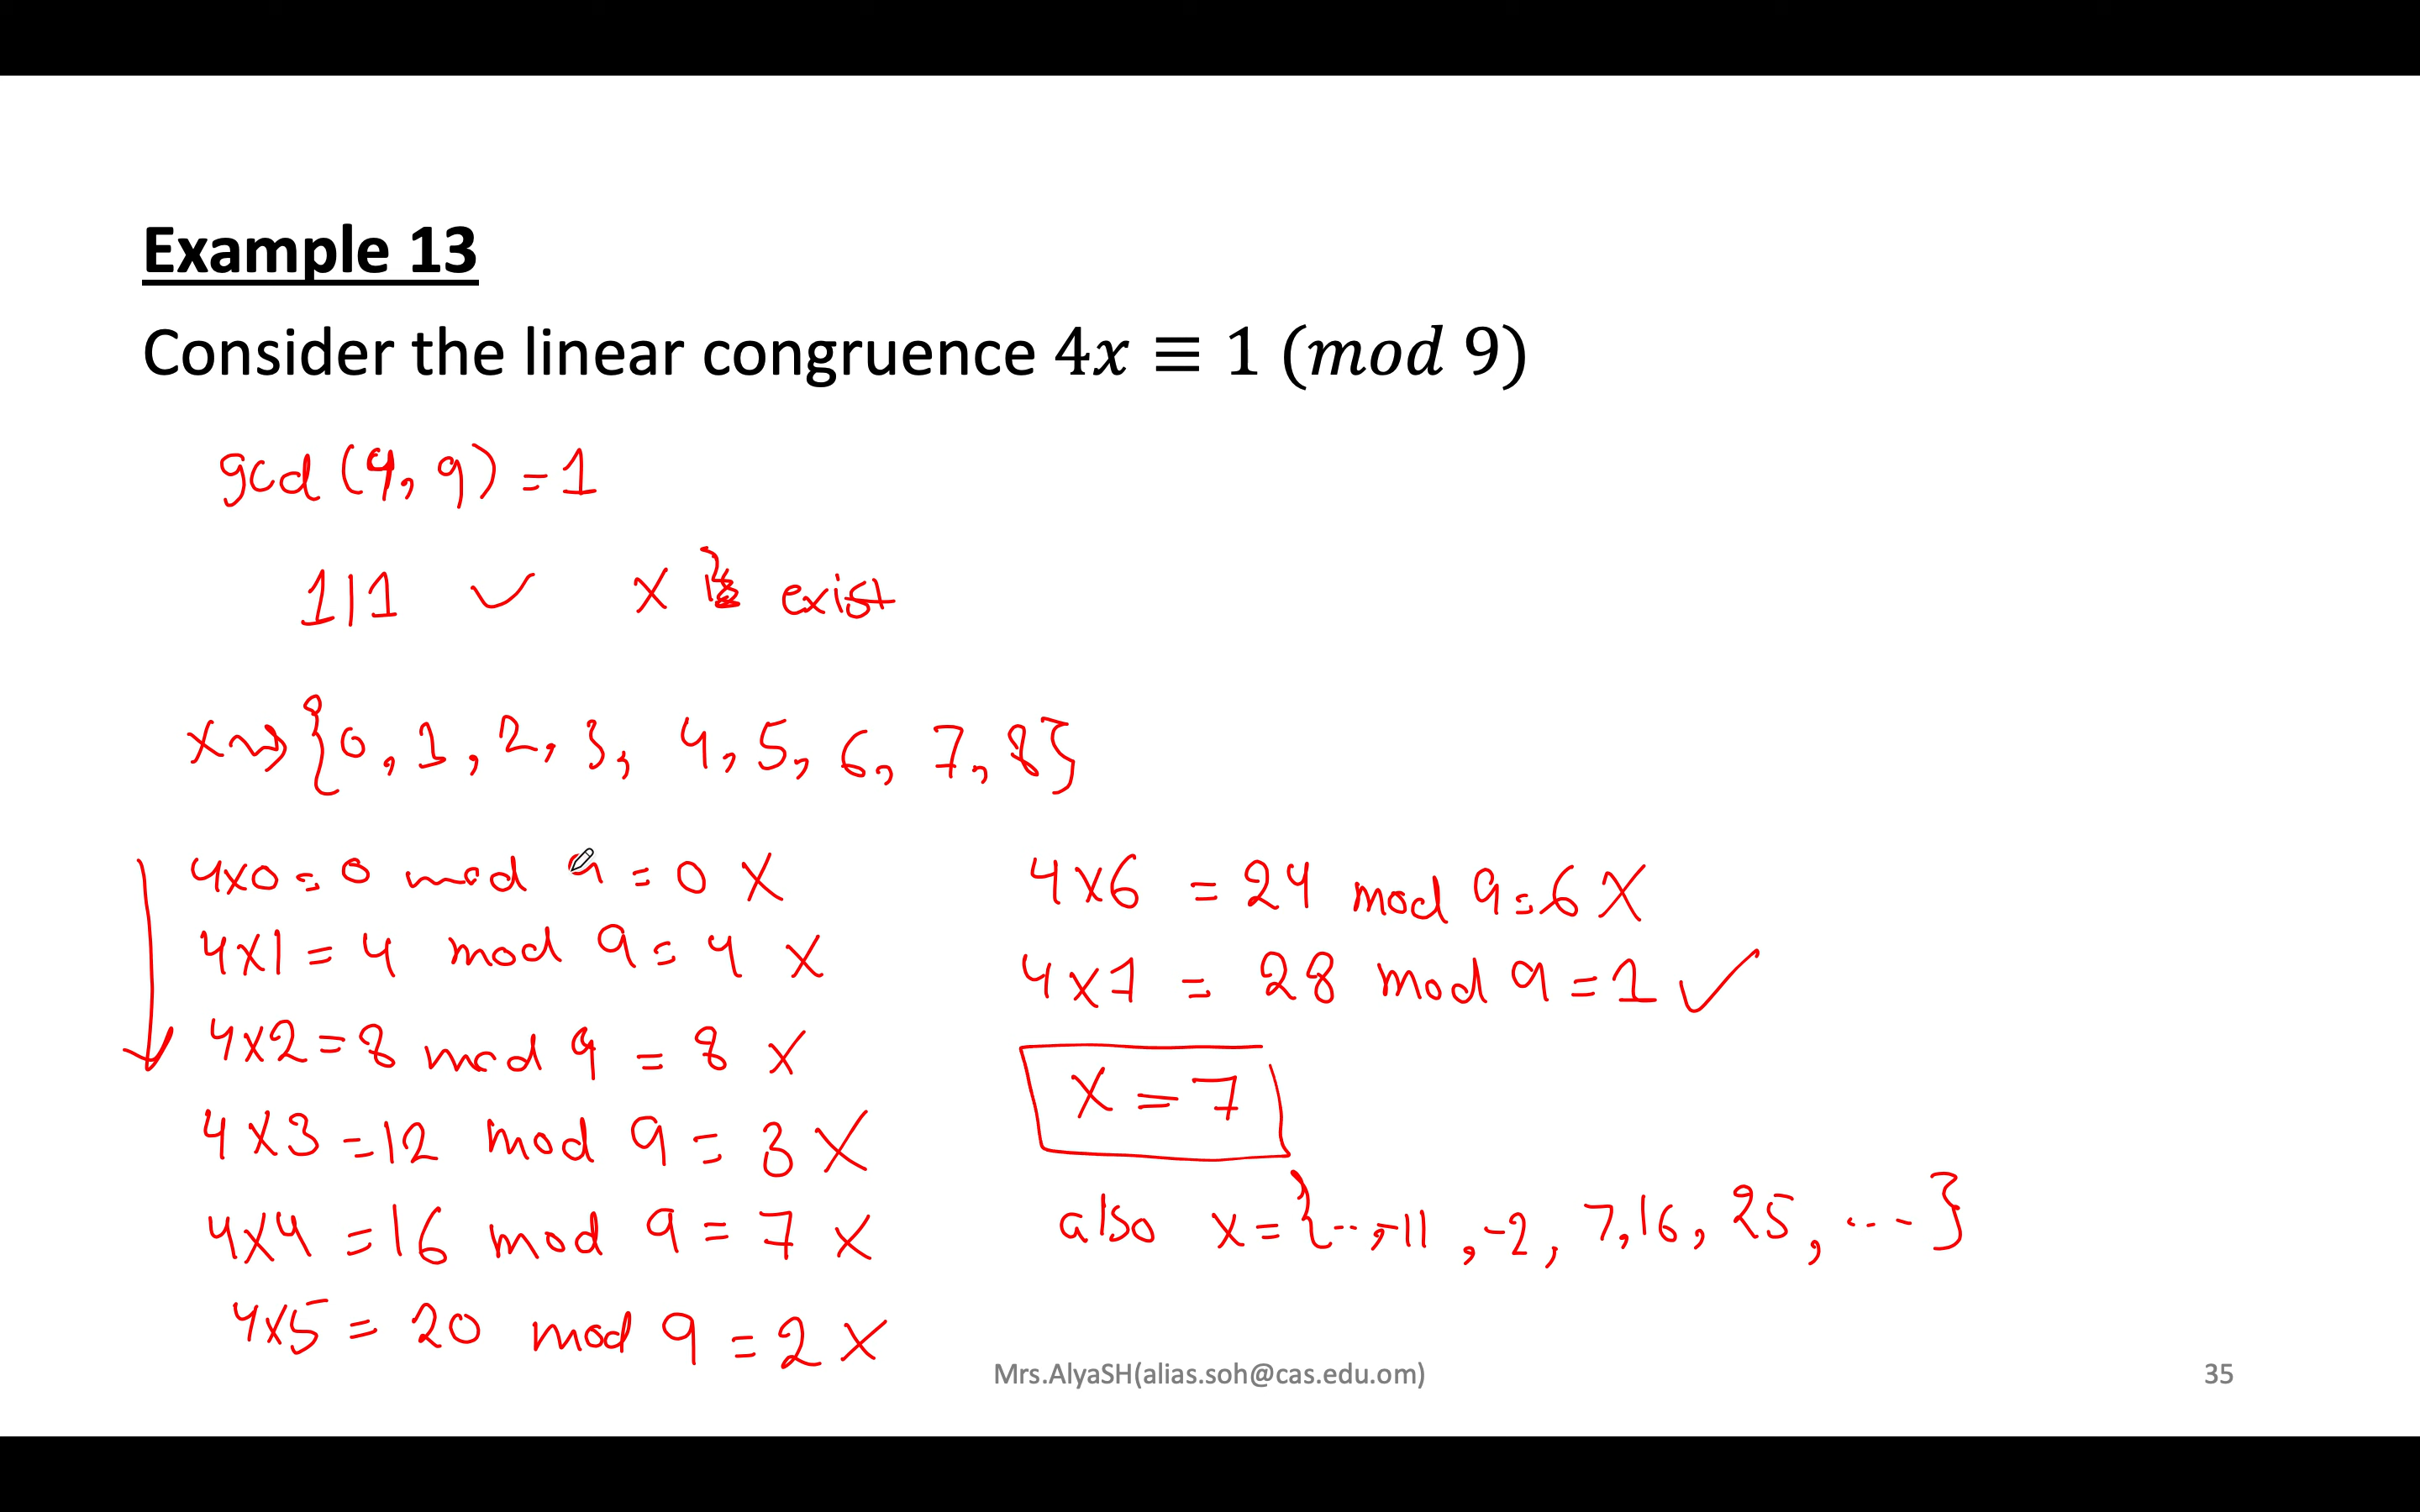 Example 13
Consider the linear congruence 4x ≡ 1 (mod 9)
gcd (4, 9) = 1
1|1 ✓ x exist
x → {0, 1, 2, 3, 4, 5, 6, 7, 8}
4x0 = 0 mod 9 = 0 X
4x1 = 4 mod 9 = 4 X
4x2 = 8 mod 9 = 8 X
4x3 = 12 mod 9 = 3 X
4x4 = 16 mod 9 = 7 X
4x5 = 20 mod 9 = 2 X
4x6 = 24 mod 9 = 6 X
4x7 = 28 mod 9 = 1 ✓
x = 7
also x = {..., -11, -2, 7, 16, 25, ...}
Mrs.AlyaSH(alias.soh@cas.edu.om)
35